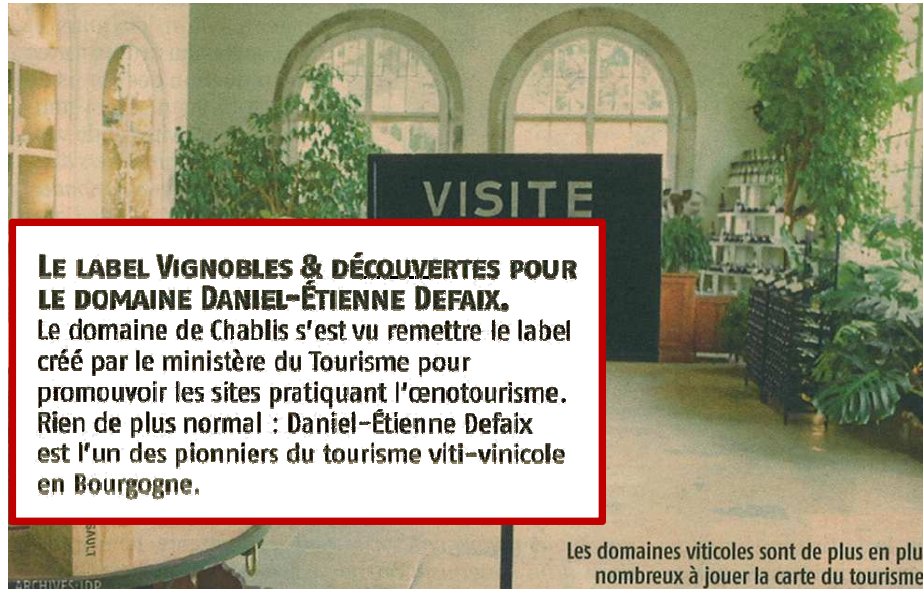 VISITE
LE LABEL VIGNOBLES & DÉCOUVERTES POUR
LE DOMAINE DANIEL-ÉTIENNE DEFAIX.
Le domaine de Chablis s'est vu remettre le label
créé par le ministère du Tourisme pour
promouvoir les sites pratiquant l'œnotourisme.
Rien de plus normal : Daniel-Étienne Defaix
est l'un des pionniers du tourisme viti-vinicole
en Bourgogne.
SAULT
Les domaines viticoles sont de plus en plu
nombreux à jouer la carte du tourisme
ARCHIVES-JDP